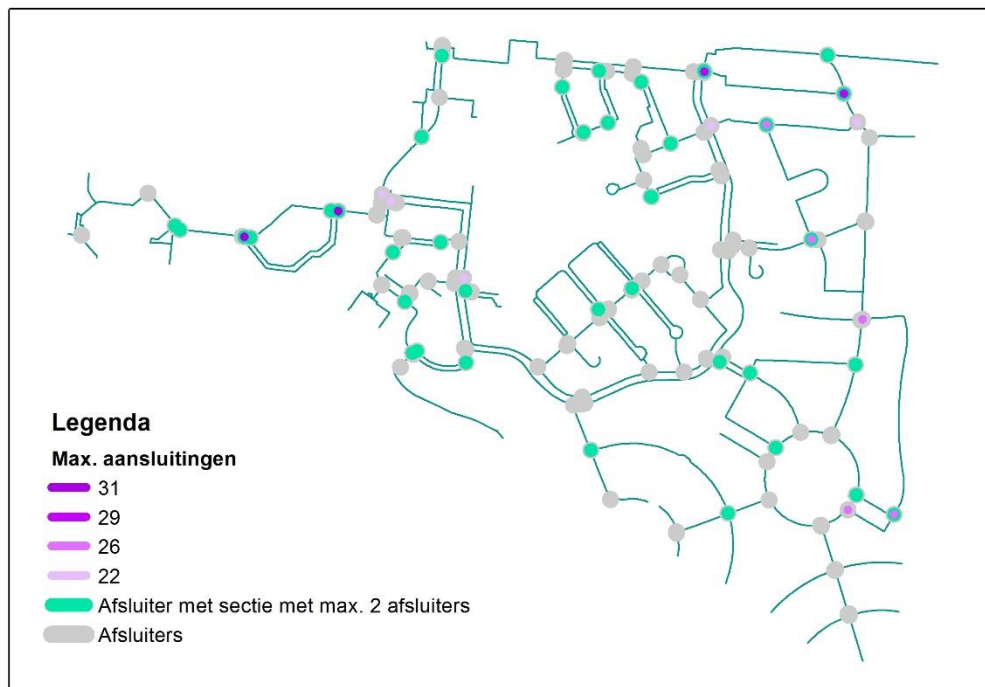 Legenda
Max. aansluitingen
31
29
26
22
Afsluiter met sectie met max. 2 afsluiters
Afsluiters